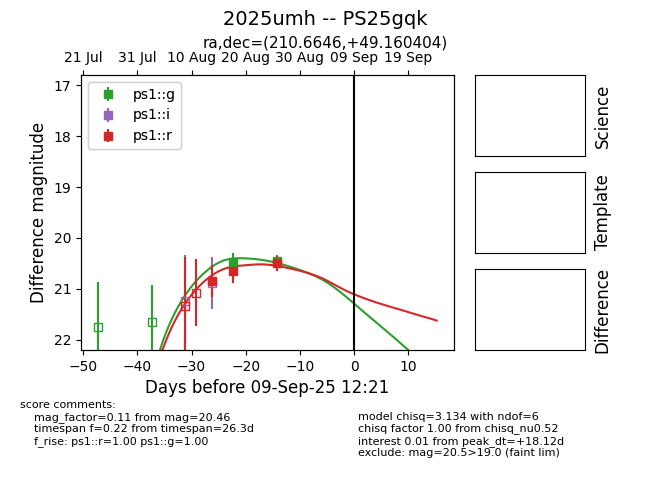 2025umh -- PS25gqk
ra,dec=(210.6646,+49.160404)
21 Jul 31 Jul 10 Aug 20 Aug 30 Aug 09 Sep 19 Sep
17
18
19
20
21
22
Difference magnitude
ps1::g
ps1::i
ps1::r
−50 −40 −30 −20 −10 0 10
Days before 09-Sep-25 12:21
Science
Template
Difference
score comments:
mag_factor=0.11 from mag=20.46
timespan f=0.22 from timespan=26.3d
f_rise: ps1::r=1.00 ps1::g=1.00
model chisq=3.134 with ndof=6
chisq factor 1.00 from chisq_nu0.52
interest 0.01 from peak_dt=+18.12d
exclude: mag=20.5>19.0 (faint lim)